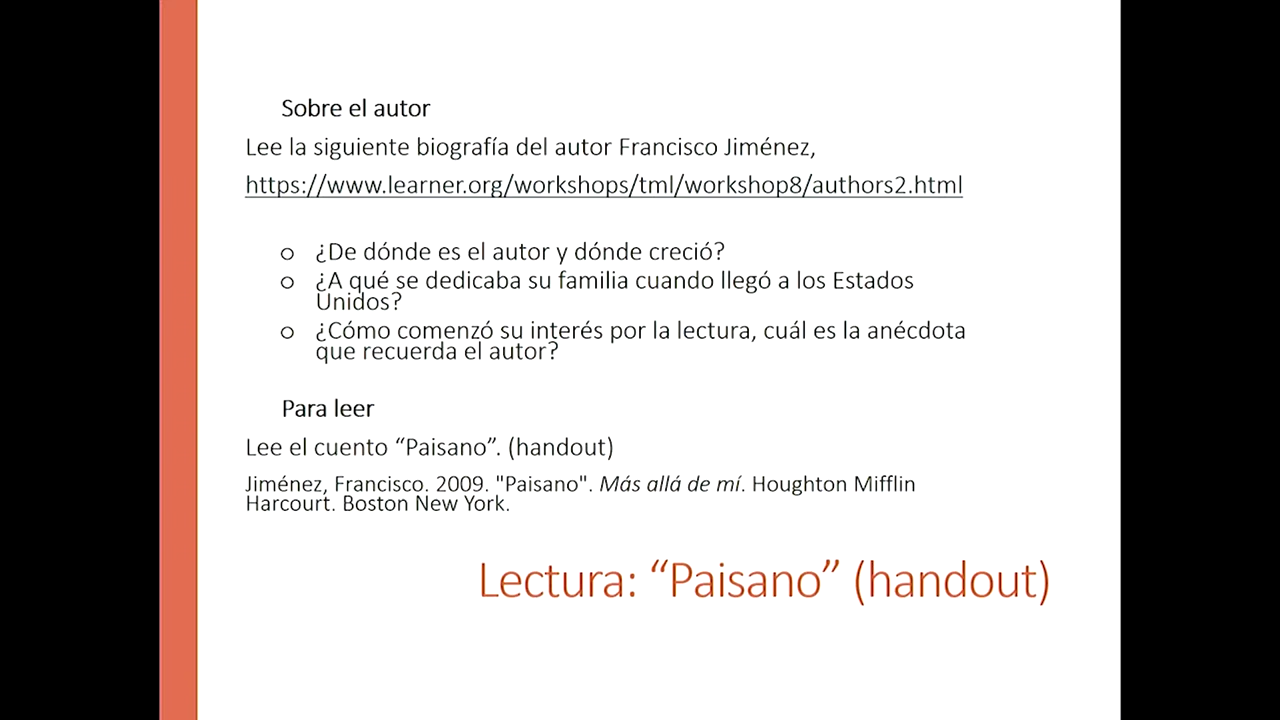 Sobre el autor
Lee la siguiente biografía del autor Francisco Jiménez,
https://www.learner.org/workshops/tml/workshop8/authors2.html
o ¿De dónde es el autor y dónde creció?
o ¿A qué se dedicaba su familia cuando llegó a los Estados
Unidos?
o ¿Cómo comenzó su interés por la lectura, cuál es la anécdota
que recuerda el autor?
Para leer
Lee el cuento “Paisano”. (handout)
Jiménez, Francisco. 2009. "Paisano". Más allá de mí. Houghton Mifflin
Harcourt. Boston New York.
Lectura: “Paisano” (handout)